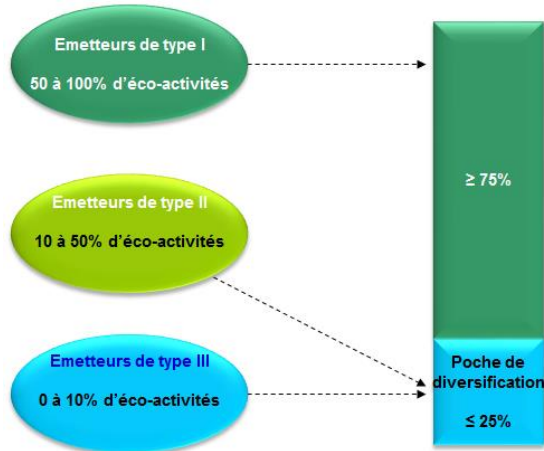 Emetteurs de type I
50 à 100% d'éco-activités
≥ 75%
Emetteurs de type II
10 à 50% d'éco-activités
Emetteurs de type III
0 à 10% d'éco-activités
Poche de
diversification
≤ 25%